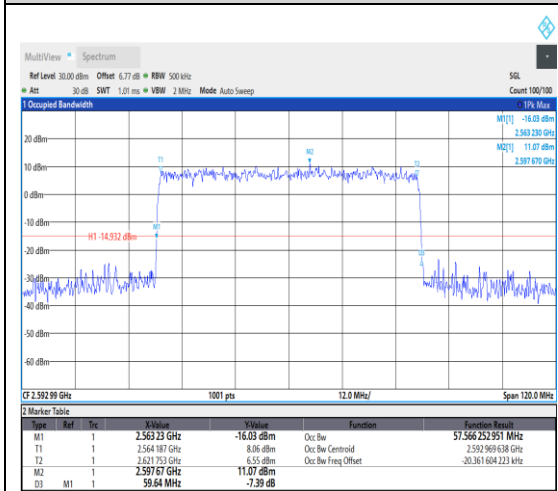 MultiView Spectrum
Ref Level 30.00 dBm Offset 6.77 dB RBW 500 kHz SGL
Att 30 dB SWT 1.01 ms VBW 2 MHz Mode Auto Sweep Count 100/100
1 Occupied Bandwidth 1Pk Max
M1[1] -16.03 dBm
2.563 230 GHz
M2[1] 11.07 dBm
2.597 670 GHz
20 dBm
10 dBm
0 dBm
-10 dBm
-20 dBm
-30 dBm
-40 dBm
-50 dBm
-60 dBm
T1
M2
T2
M1
H1 -14.932 dBm
D3
CF 2.592 99 GHz 1001 pts 12.0 MHz/ Span 120.0 MHz
2 Marker Table
Type Ref Trc X-Value Y-Value Function Function Result
M1 1 2.563 23 GHz -16.03 dBm Occ Bw 57.566 252 951 MHz
T1 1 2.564 187 GHz 8.06 dBm Occ Bw Centroid 2.592 969 638 GHz
T2 1 2.621 753 GHz 6.55 dBm Occ Bw Freq Offset -20.361 604 223 kHz
M2 1 2.597 67 GHz 11.07 dBm
D3 M1 1 59.64 MHz -7.39 dB